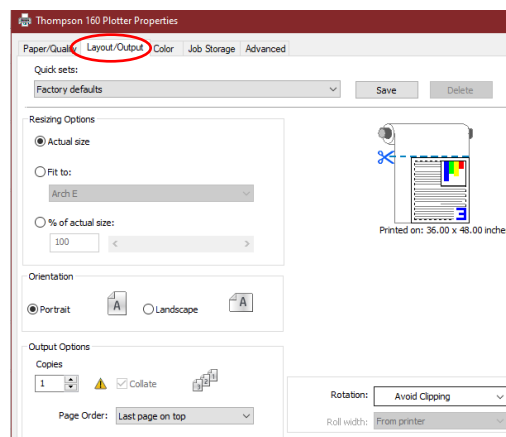 Thompson 160 Plotter Properties
Paper/Quality Layout/Output Color Job Storage Advanced
Quick sets:
Factory defaults Save Delete
Resizing Options
Actual size
Fit to:
Arch E
% of actual size:
100
Printed on: 36.00 x 48.00 inche
Orientation
Portrait A Landscape A
Output Options
Copies
1 Collate 1 2 1
Page Order: Last page on top
Rotation: Avoid Clipping
Roll width: From printer